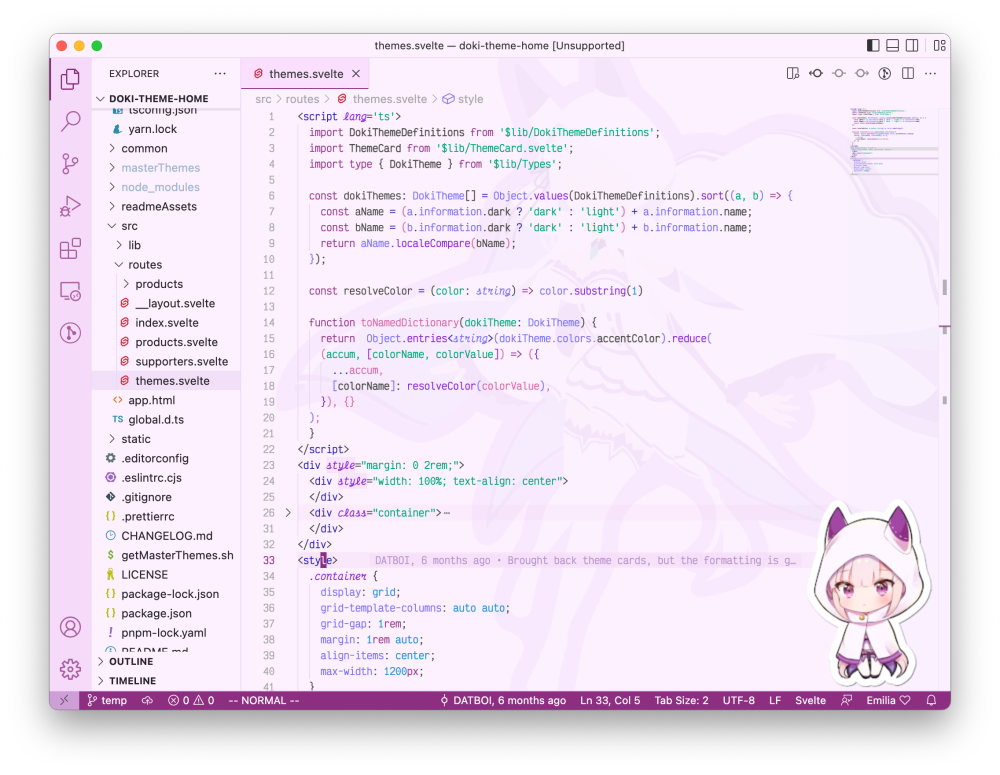 themes.svelte — doki-theme-home [Unsupported]
EXPLORER
DOKI-THEME-HOME
tsconfig.json
yarn.lock
common
masterThemes
node_modules
readmeAssets
src
lib
routes
products
__layout.svelte
index.svelte
products.svelte
supporters.svelte
themes.svelte
app.html
TS global.d.ts
static
.editorconfig
.eslintrc.cjs
.gitignore
.prettierrc
CHANGELOG.md
getMasterThemes.sh
LICENSE
package-lock.json
package.json
pnpm-lock.yaml
README.md
OUTLINE
TIMELINE
themes.svelte
src > routes > themes.svelte > style
1 <script lang='ts'>
2 import DokiThemeDefinitions from '$lib/DokiThemeDefinitions';
3 import ThemeCard from '$lib/ThemeCard.svelte';
4 import type { DokiTheme } from '$lib/Types';
5
6 const dokiThemes: DokiTheme[] = Object.values(DokiThemeDefinitions).sort((a, b) => {
7 const aName = (a.information.dark ? 'dark' : 'light') + a.information.name;
8 const bName = (b.information.dark ? 'dark' : 'light') + b.information.name;
9 return aName.localeCompare(bName);
10 });
11
12 const resolveColor = (color: string) => color.substring(1)
13
14 function toNamedDictionary(dokiTheme: DokiTheme) {
15 return Object.entries<string>(dokiTheme.colors.accentColor).reduce(
16 (accum, [colorName, colorValue]) => ({
17 ...accum,
18 [colorName]: resolveColor(colorValue),
19 }), {}
20 );
21 }
22 </script>
23 <div style="margin: 0 2rem;">
24 <div style="width: 100%; text-align: center">
25 </div>
26 <div class="container">⋯
31 </div>
32 </div>
33 <style> DATBOI, 6 months ago • Brought back theme cards, but the formatting is g…
34 .container {
35 display: grid;
36 grid-template-columns: auto auto;
37 grid-gap: 1rem;
38 margin: 1rem auto;
39 align-items: center;
40 max-width: 1200px;
41 }
temp 0 0 -- NORMAL -- DATBOI, 6 months ago Ln 33, Col 5 Tab Size: 2 UTF-8 LF Svelte Emilia ♡